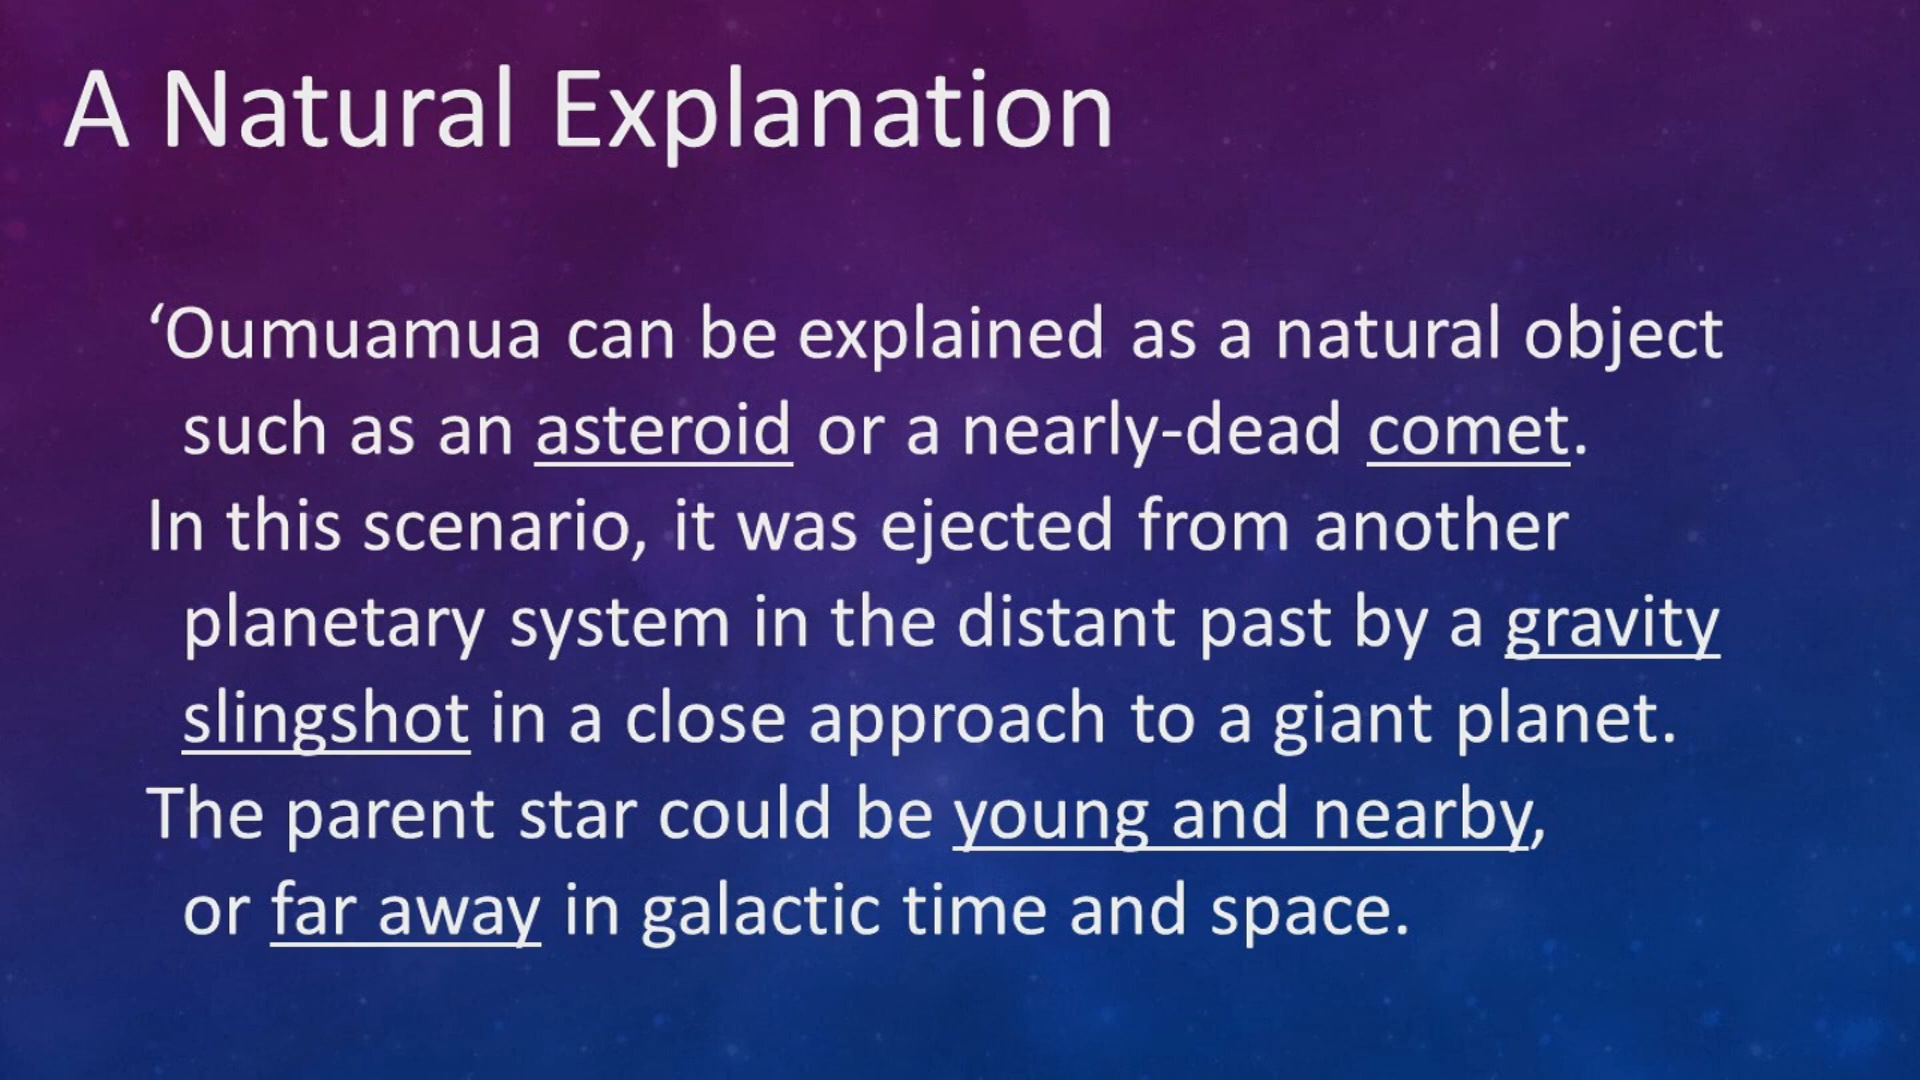 A Natural Explanation
‘Oumuamua can be explained as a natural object
such as an asteroid or a nearly-dead comet.
In this scenario, it was ejected from another
planetary system in the distant past by a gravity
slingshot in a close approach to a giant planet.
The parent star could be young and nearby,
or far away in galactic time and space.